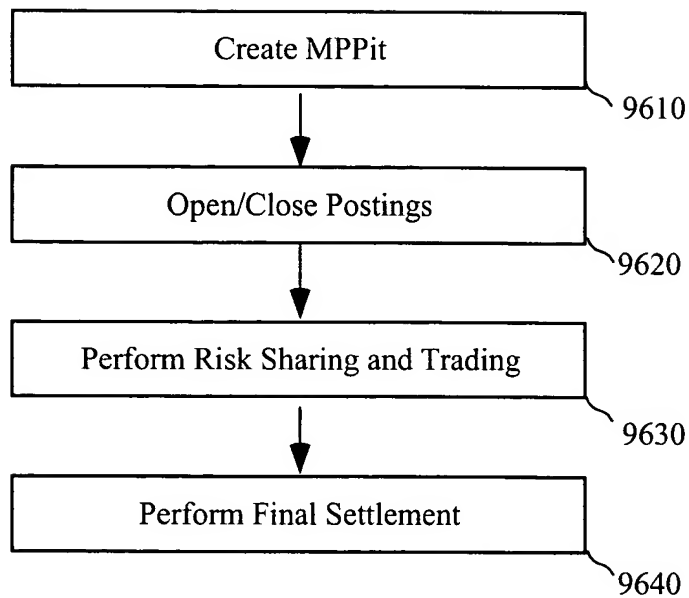 Create MPPit
9610
Open/Close Postings
9620
Perform Risk Sharing and Trading
9630
Perform Final Settlement
9640